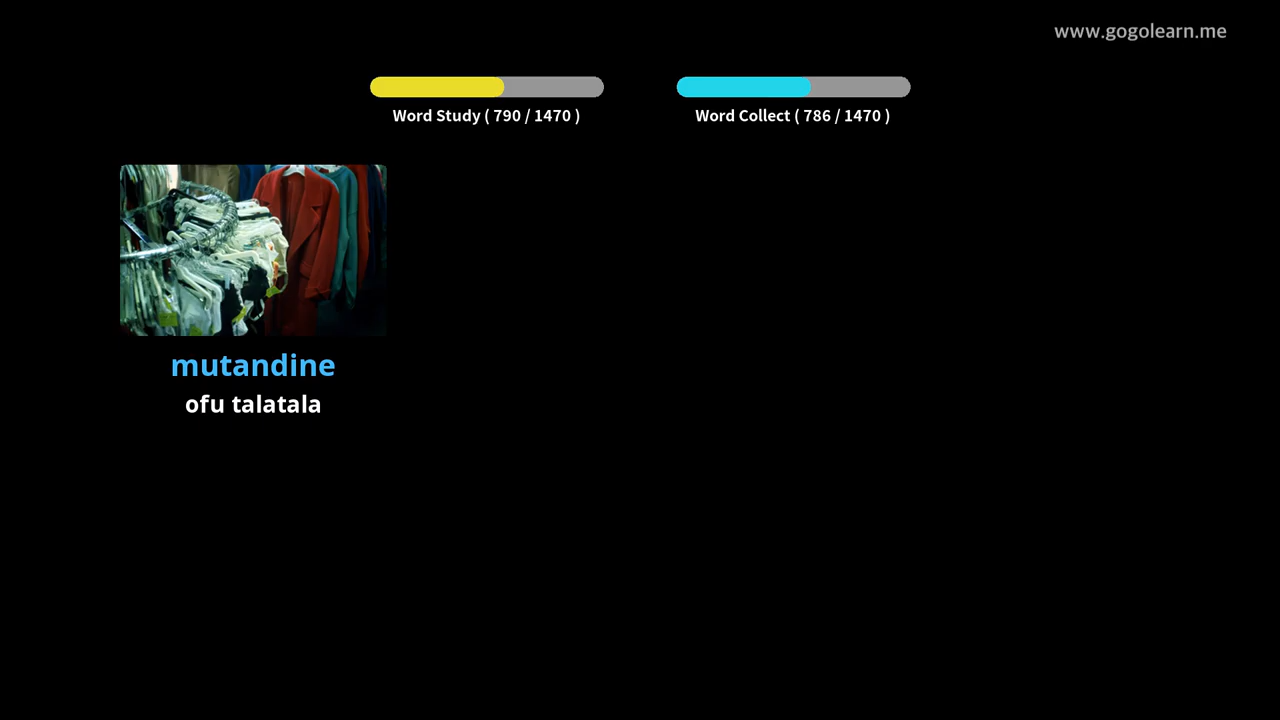 www.gogolearn.me
Word Study ( 790 / 1470 )
Word Collect ( 786 / 1470 )
mutandine
ofu talatala